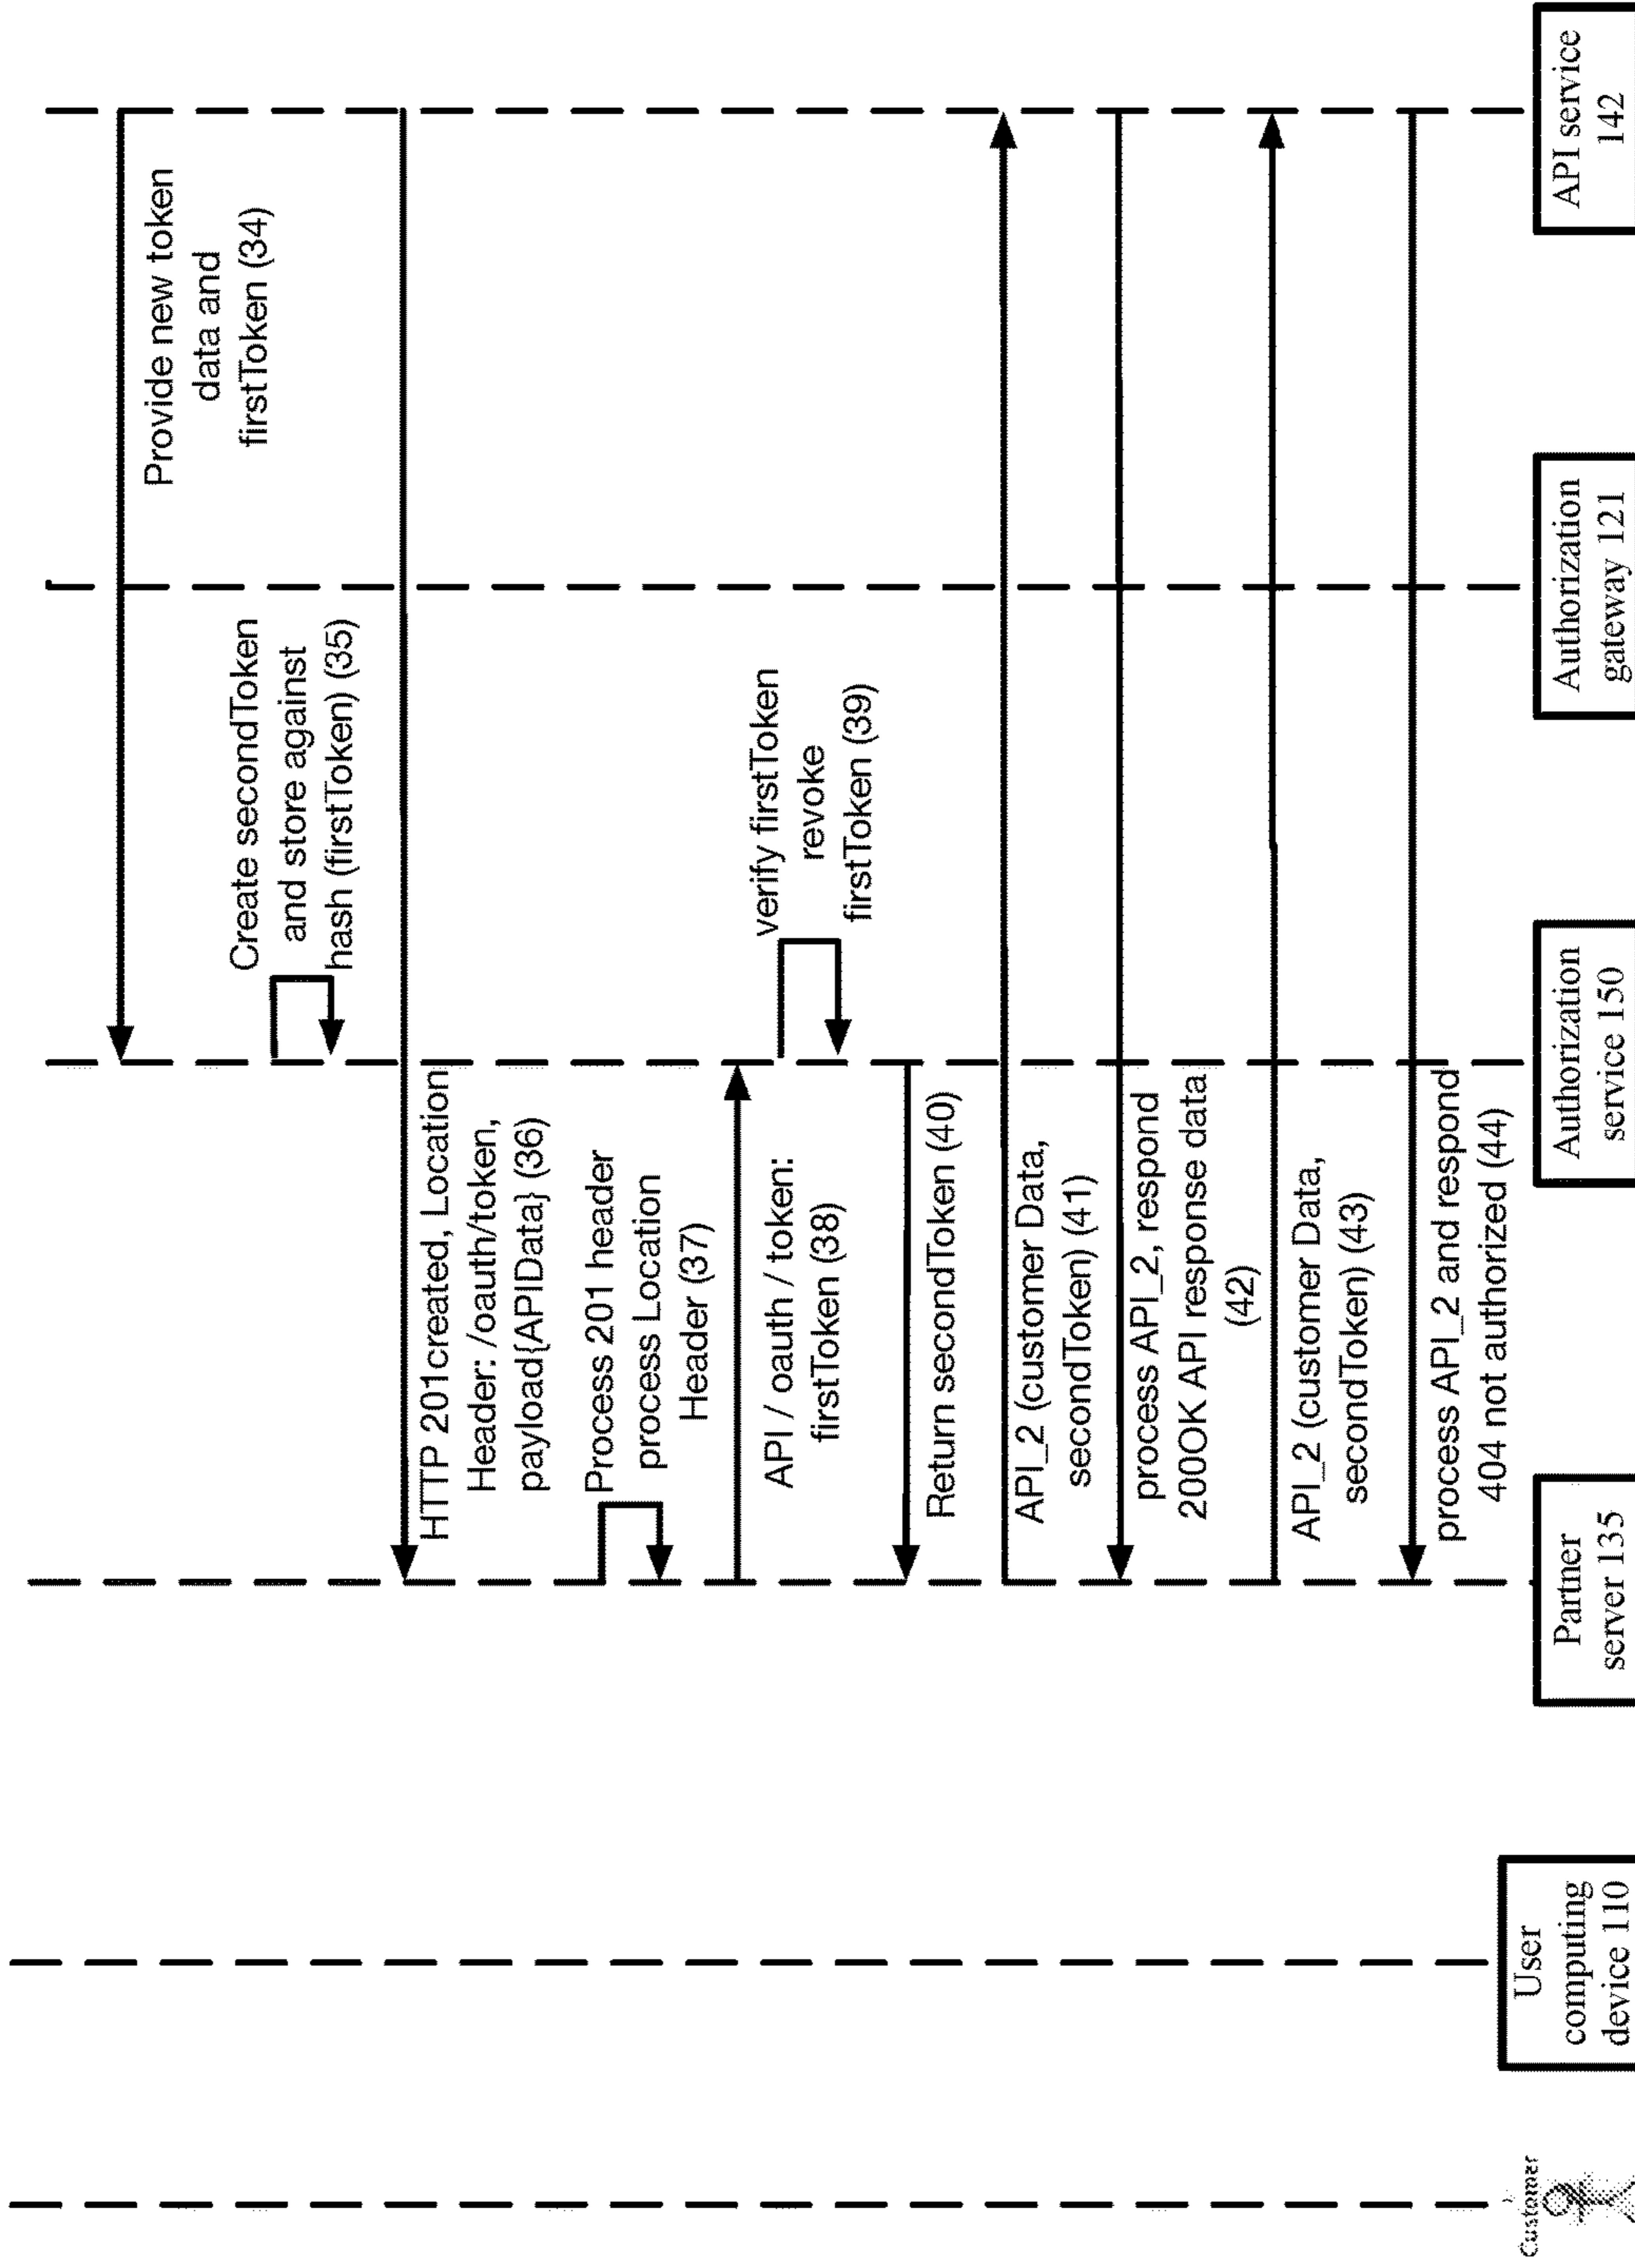 Provide new token
data and
firstToken (34)
Create secondToken
and store against
hash (firstToken) (35)
HTTP 201created, Location
Header: /oauth/token,
payload{APIData} (36)
Process 201 header
process Location
Header (37)
API / oauth / token:
firstToken (38)
verify firstToken
revoke
firstToken (39)
Return secondToken (40)
API_2 (customer Data,
secondToken) (41)
process API_2, respond
200OK API response data
(42)
API_2 (customer Data,
secondToken) (43)
process API_2 and respond
404 not authorized (44)
Customer
User
computing
device 110
Partner
server 135
Authorization
service 150
Authorization
gateway 121
API service
142